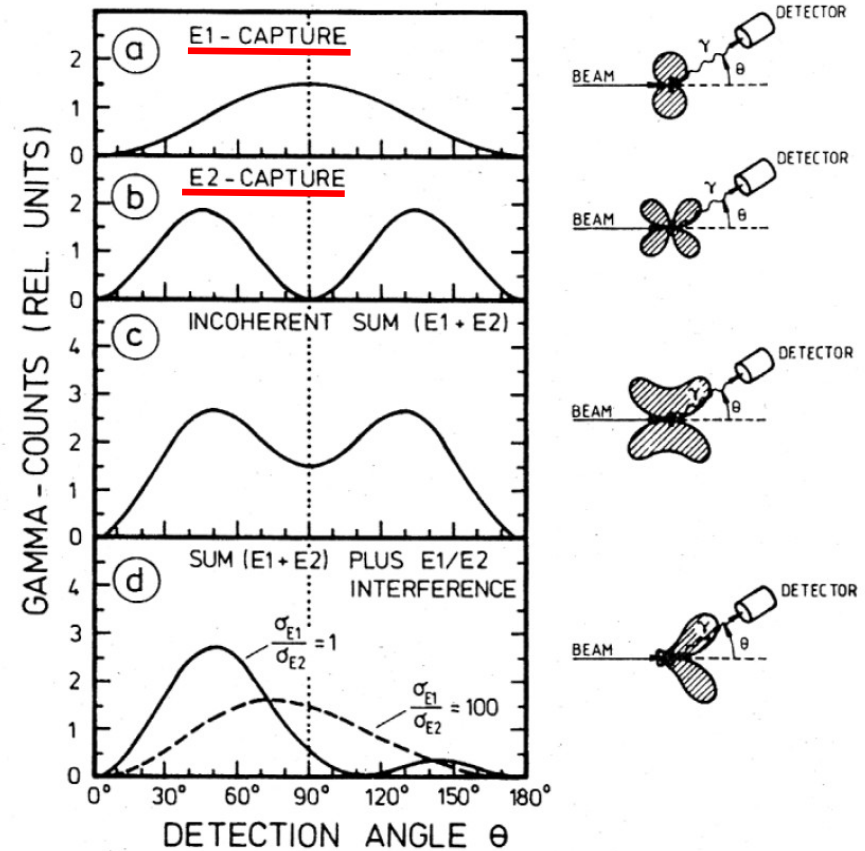 GAMMA-COUNTS (REL. UNITS)
a
E1-CAPTURE
2
1
0
BEAM
γ
θ
DETECTOR
b
E2-CAPTURE
2
1
0
BEAM
γ
θ
DETECTOR
c
INCOHERENT SUM (E1+E2)
4
3
2
1
BEAM
γ
θ
DETECTOR
d
SUM (E1+E2) PLUS E1/E2
INTERFERENCE
4
3
2
1
0
σE1/σE2 = 1
σE1/σE2 = 100
BEAM
γ
θ
DETECTOR
0° 30° 60° 90° 120° 150° 180°
DETECTION ANGLE θ